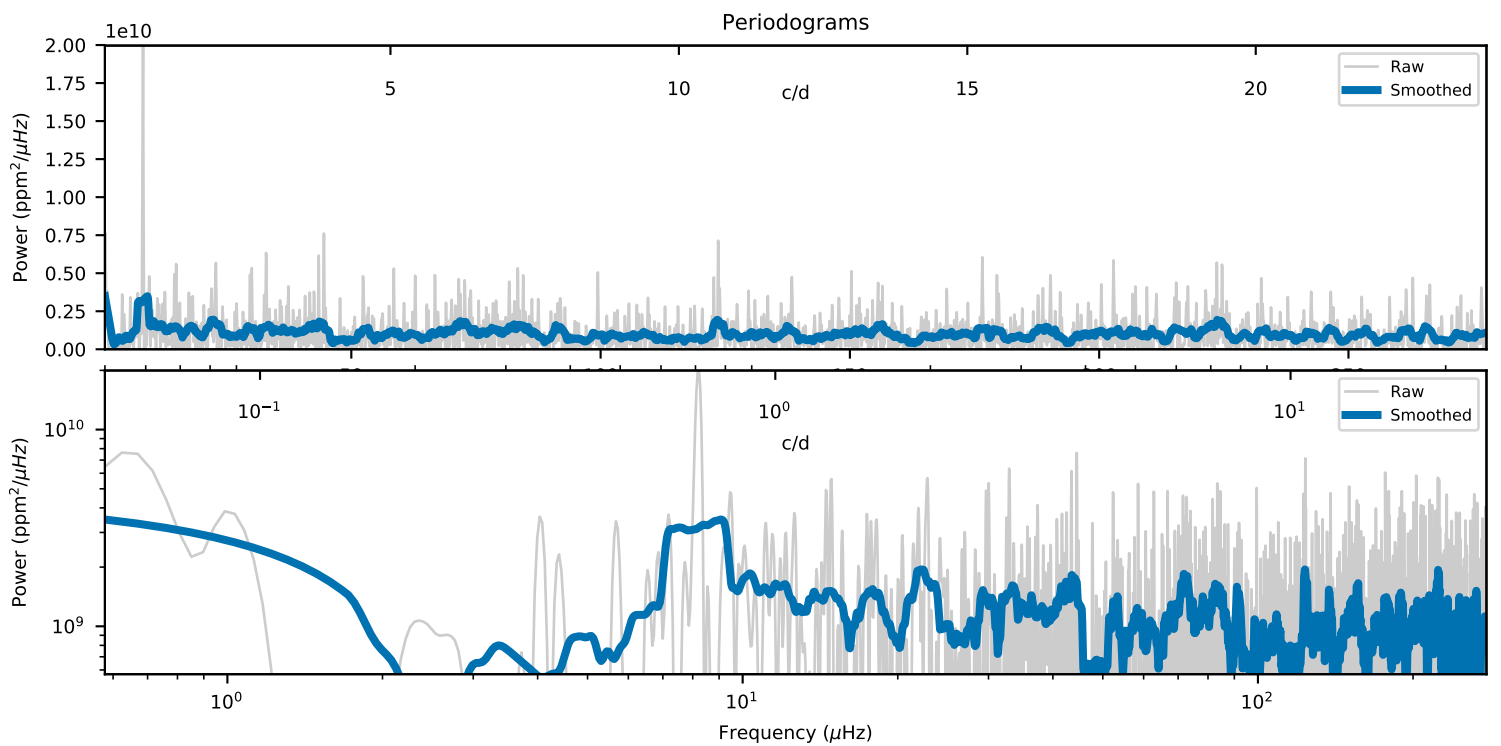 Periodograms
1e10
2.00
1.75
1.50
1.25
1.00
0.75
0.50
0.25
0.00
Power (ppm²/μHz)
5 10 15 20
c/d
Raw
Smoothed
10¹⁰
10⁹
Power (ppm²/μHz)
10⁻¹ 10⁰ 10¹
c/d
Raw
Smoothed
10⁰ 10¹ 10²
Frequency (μHz)